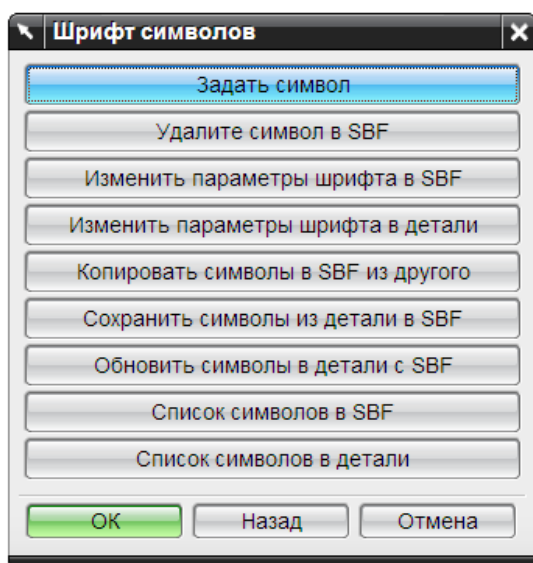 Шрифт символов
Задать символ
Удалите символ в SBF
Изменить параметры шрифта в SBF
Изменить параметры шрифта в детали
Копировать символы в SBF из другого
Сохранить символы из детали в SBF
Обновить символы в детали с SBF
Список символов в SBF
Список символов в детали
ОК Назад Отмена